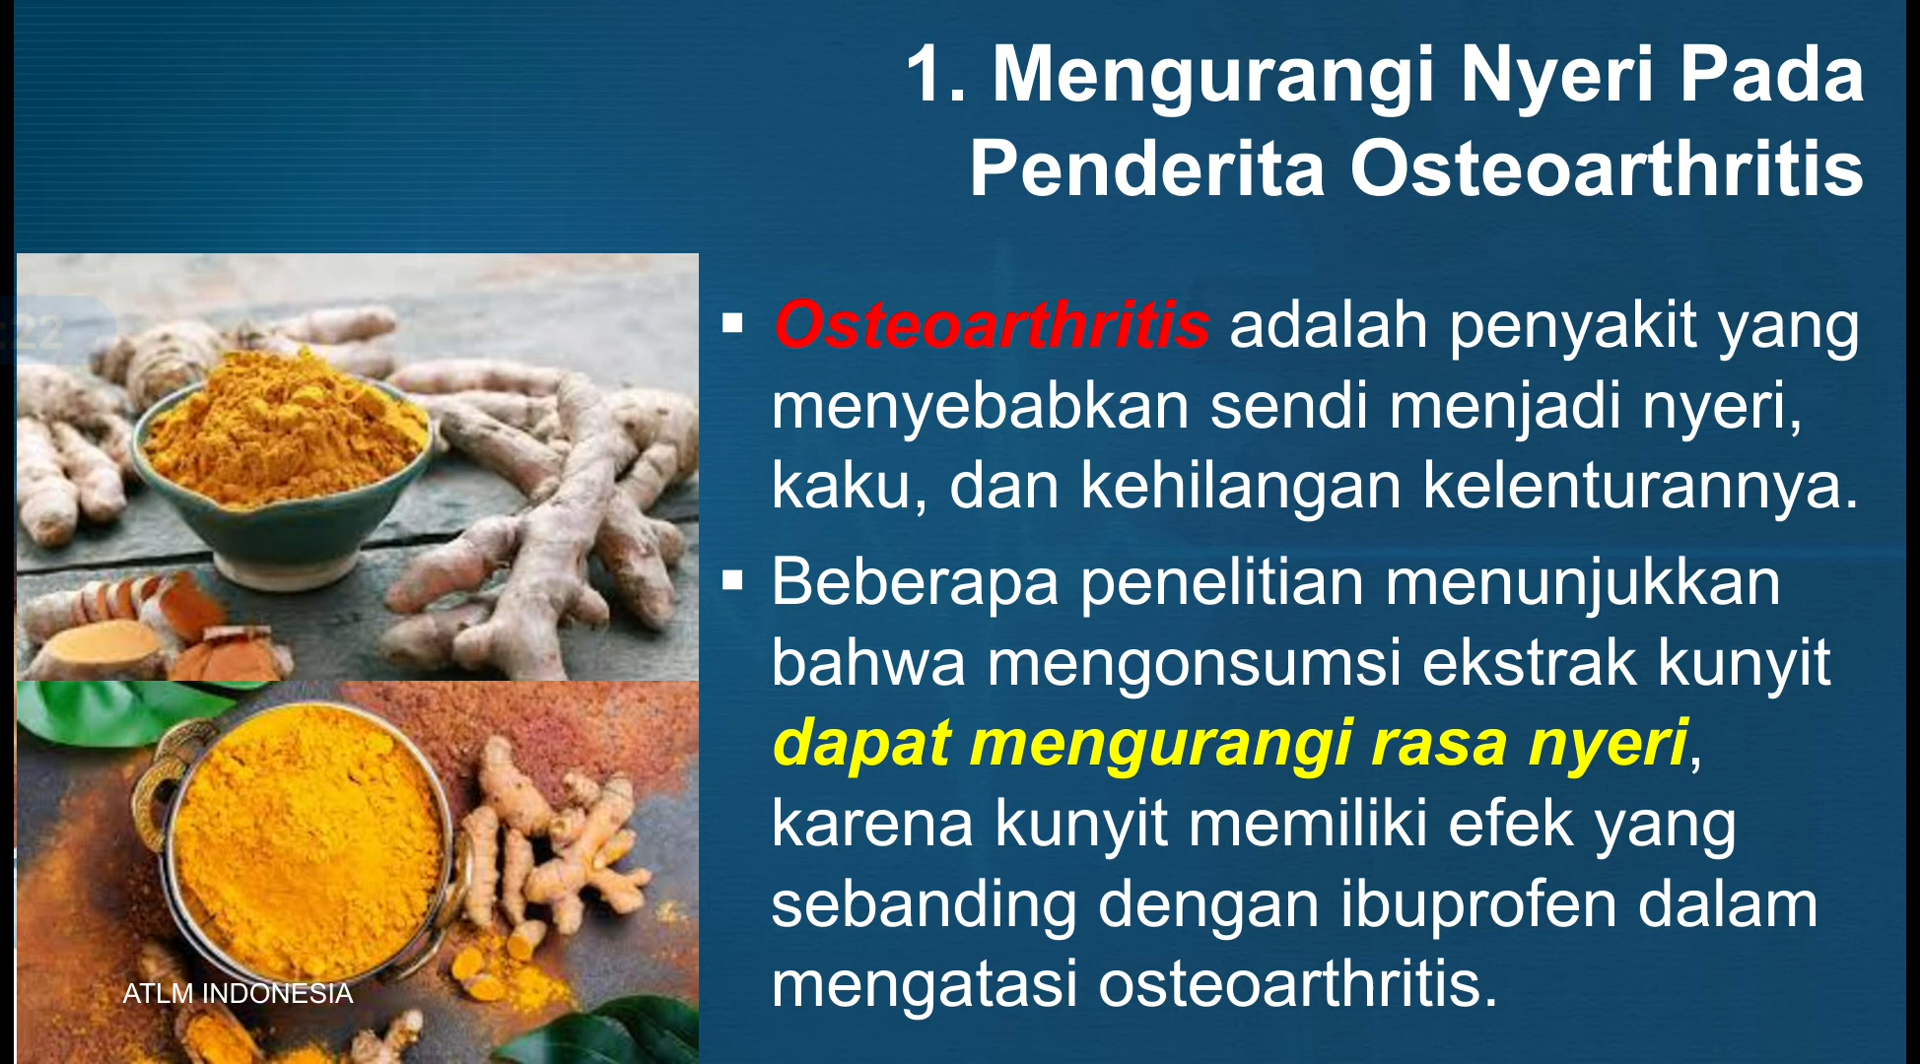 1. Mengurangi Nyeri Pada
Penderita Osteoarthritis
:22
▪ Osteoarthritis adalah penyakit yang
menyebabkan sendi menjadi nyeri,
kaku, dan kehilangan kelenturannya.
▪ Beberapa penelitian menunjukkan
bahwa mengonsumsi ekstrak kunyit
dapat mengurangi rasa nyeri,
karena kunyit memiliki efek yang
sebanding dengan ibuprofen dalam
mengatasi osteoarthritis.
ATLM INDONESIA